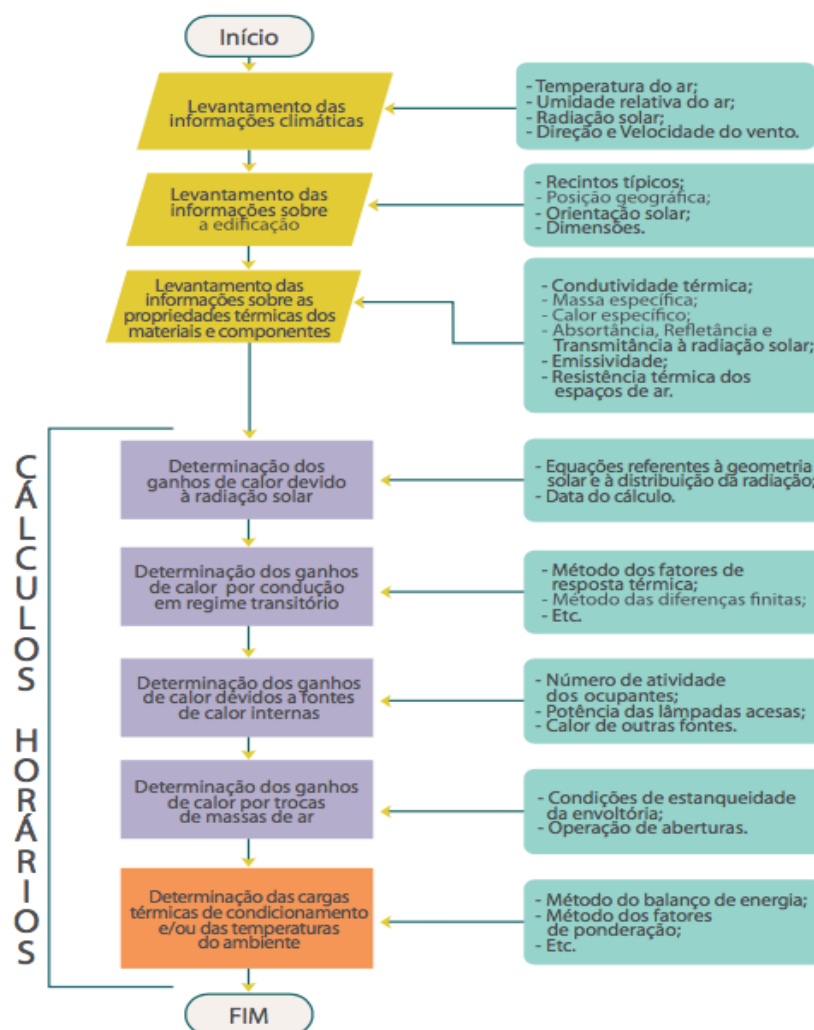 Início
Levantamento das
informações climáticas
- Temperatura do ar;
- Umidade relativa do ar;
- Radiação solar;
- Direção e Velocidade do vento.
Levantamento das
informações sobre
a edificação
- Recintos típicos;
- Posição geográfica;
- Orientação solar;
- Dimensões.
Levantamento das
informações sobre as
propriedades térmicas dos
materiais e componentes
- Condutividade térmica;
- Massa específica;
- Calor específico;
- Absortância, Refletância e
Transmitância à radiação solar;
- Emissividade;
- Resistência térmica dos
espaços de ar.
CÁLCULOS HORÁRIOS
Determinação dos
ganhos de calor devido
à radiação solar
- Equações referentes à geometria
solar e à distribuição da radiação;
- Data do cálculo.
Determinação dos ganhos
de calor por condução
em regime transitório
- Método dos fatores de
resposta térmica;
- Método das diferenças finitas;
- Etc.
Determinação dos ganhos
de calor devidos a fontes
de calor internas
- Número de atividade
dos ocupantes;
- Potência das lâmpadas acesas;
- Calor de outras fontes.
Determinação dos ganhos
de calor por trocas
de massas de ar
- Condições de estanqueidade
da envoltória;
- Operação de aberturas.
Determinação das cargas
térmicas de condicionamento
e/ou das temperaturas
do ambiente
- Método do balanço de energia;
- Método dos fatores
de ponderação;
- Etc.
FIM